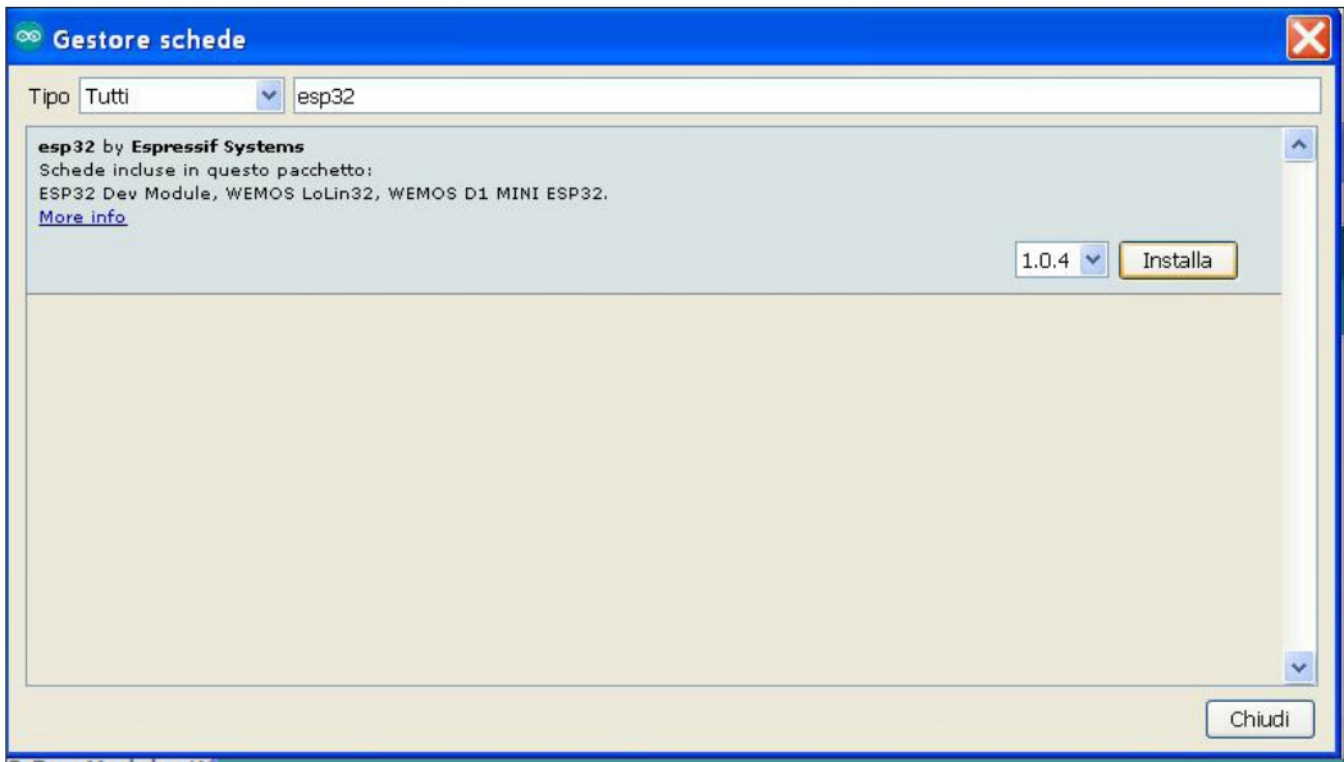 Gestore schede
Tipo Tutti esp32
esp32 by Espressif Systems
Schede incluse in questo pacchetto:
ESP32 Dev Module, WEMOS LoLin32, WEMOS D1 MINI ESP32.
More info
1.0.4 Installa
Chiudi